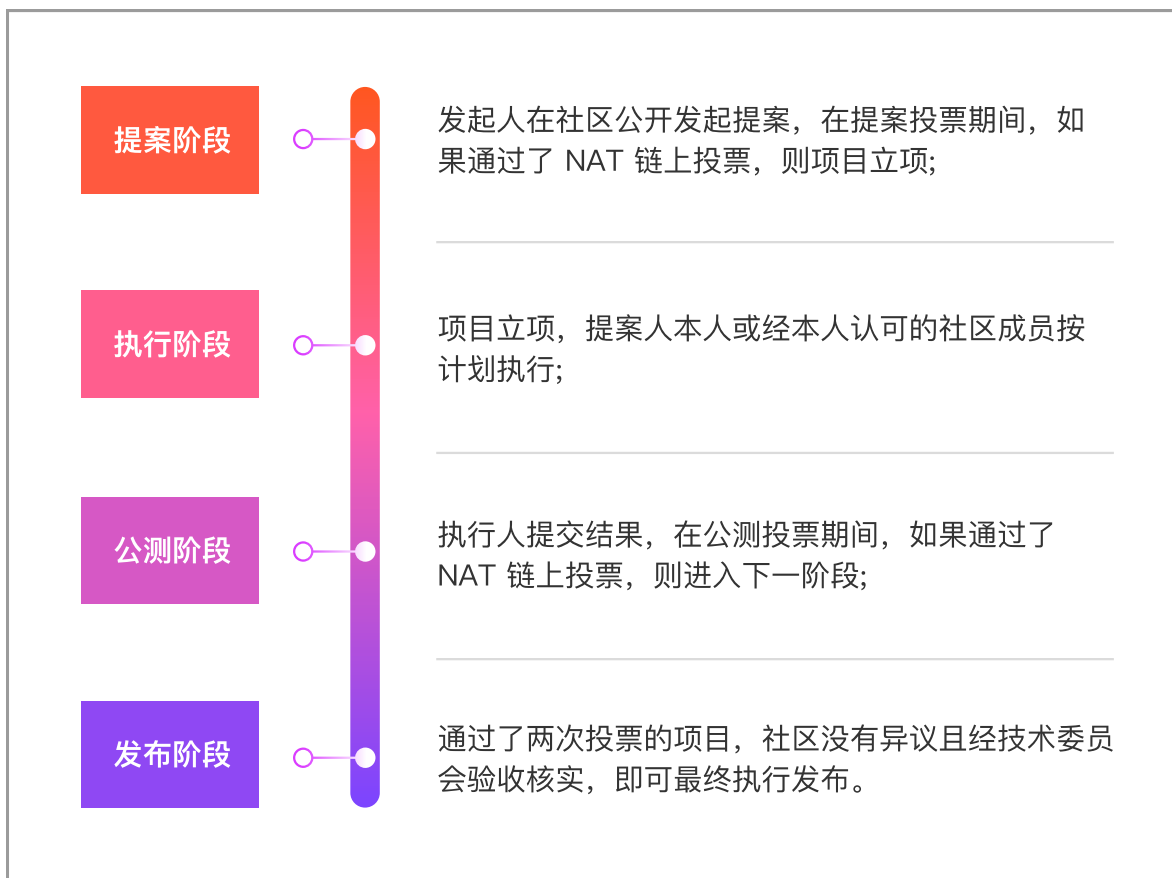 提案阶段
发起人在社区公开发起提案，在提案投票期间，如
果通过了 NAT 链上投票，则项目立项;
执行阶段
项目立项，提案人本人或经本人认可的社区成员按
计划执行;
公测阶段
执行人提交结果，在公测投票期间，如果通过了
NAT 链上投票，则进入下一阶段;
发布阶段
通过了两次投票的项目，社区没有异议且经技术委员
会验收核实，即可最终执行发布。